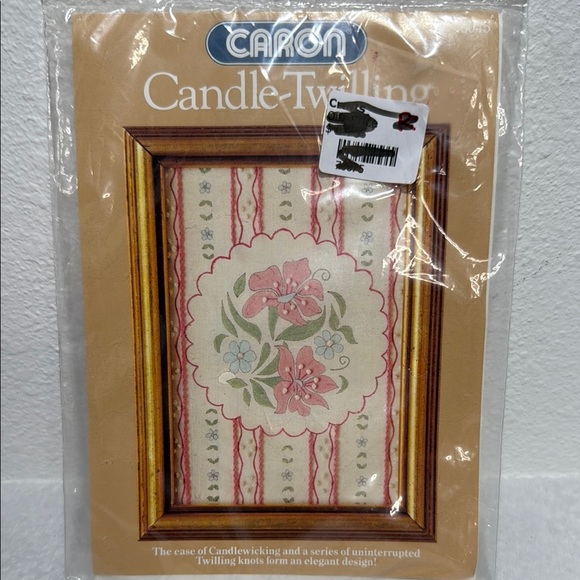 CARON
Candle-Twilling
The ease of Candlewicking and a series of uninterrupted
Twilling knots form an elegant design!